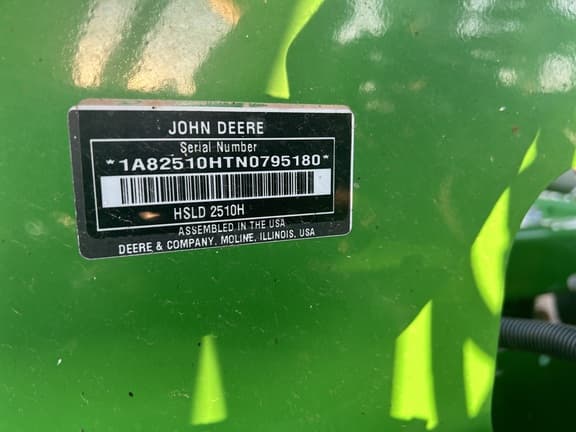 JOHN DEERE
Serial Number
*1A82510HTN0795180*
HSLD 2510H
ASSEMBLED IN THE USA
DEERE & COMPANY, MOLINE, ILLINOIS, USA